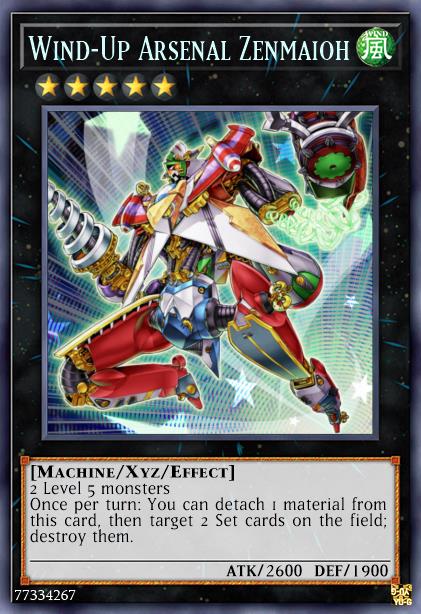 Wind-Up Arsenal Zenmaioh
WIND
風
[Machine/Xyz/Effect]
2 Level 5 monsters
Once per turn: You can detach 1 material from
this card, then target 2 Set cards on the field;
destroy them.
ATK/2600 DEF/1900
77334267